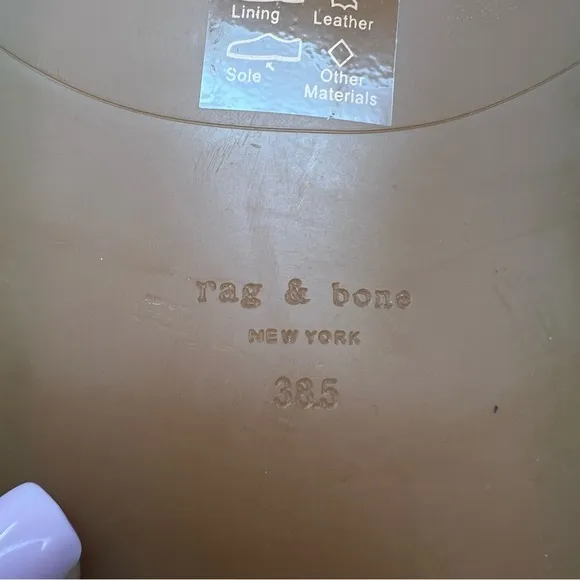 Lining Leather
Sole Other
Materials
rag & bone
NEW YORK
38.5